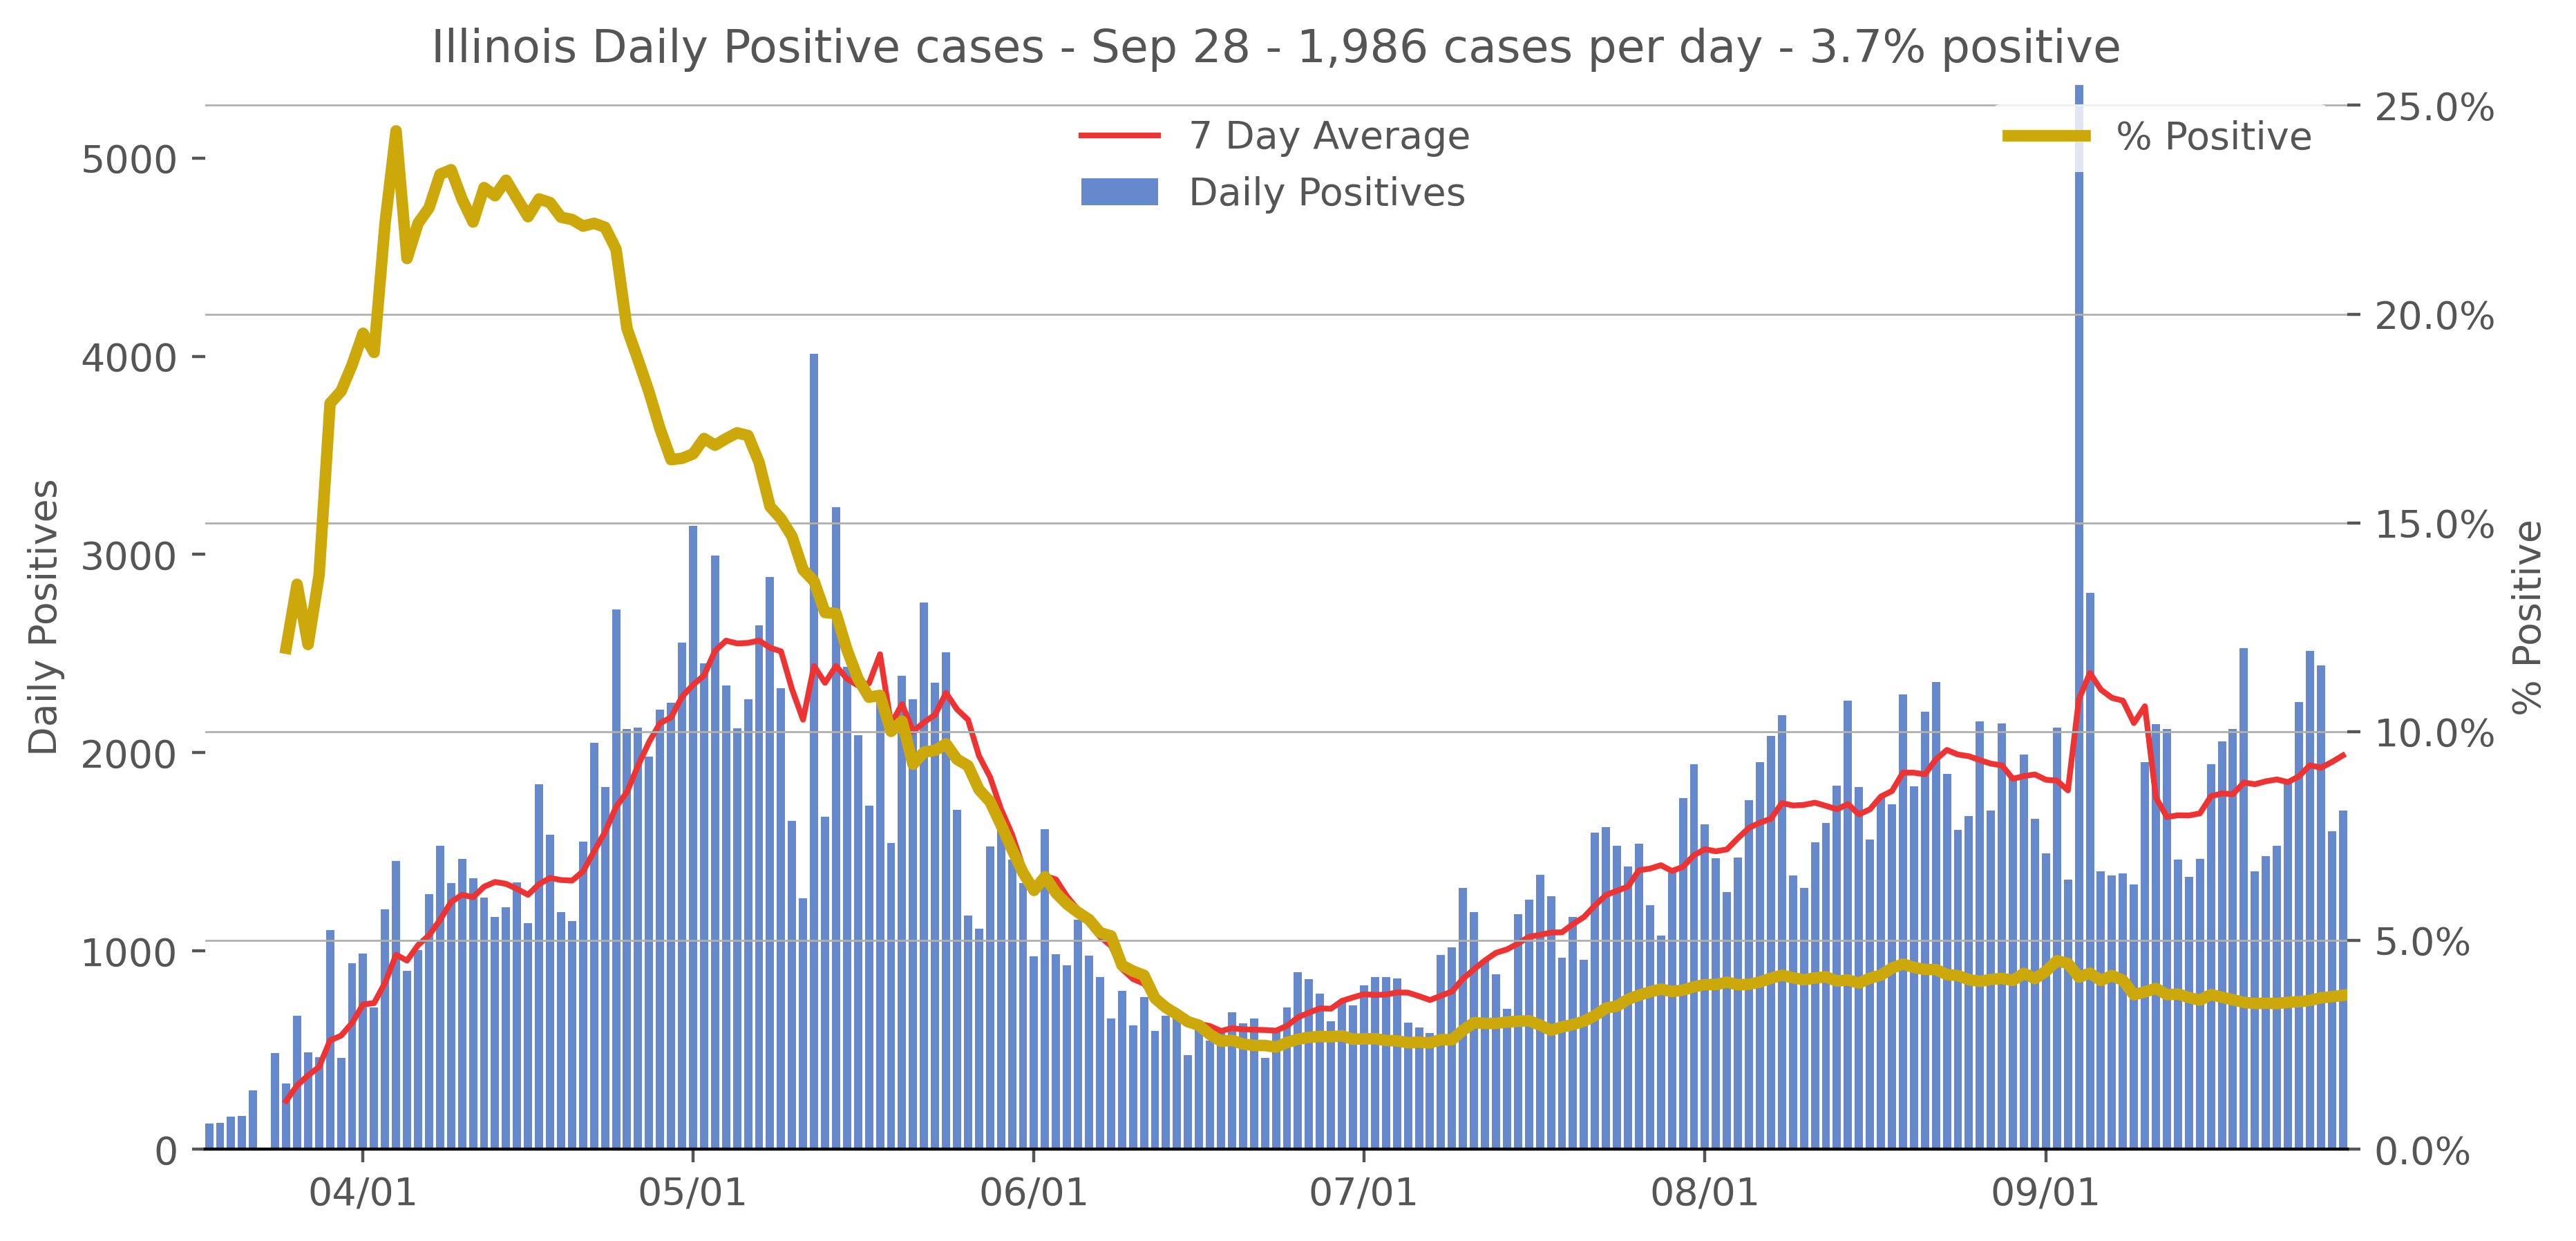 Illinois Daily Positive cases - Sep 28 - 1,986 cases per day - 3.7% positive
7 Day Average
Daily Positives
% Positive
Daily Positives
5000
4000
3000
2000
1000
0
25.0%
20.0%
15.0%
10.0%
5.0%
0.0%
% Positive
04/01 05/01 06/01 07/01 08/01 09/01